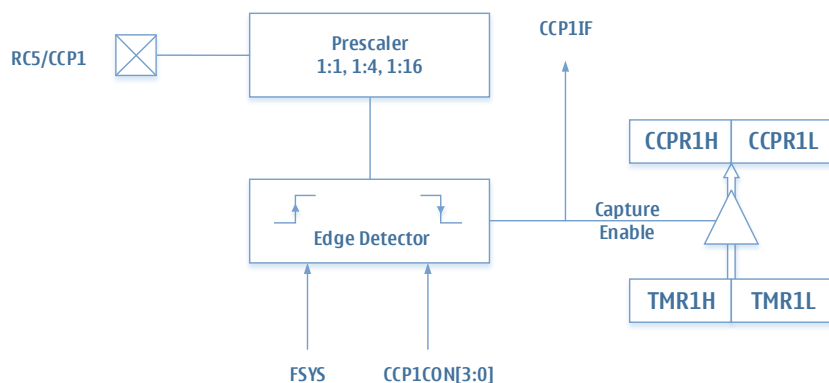 RC5/CCP1
Prescaler
1:1, 1:4, 1:16
CCP1IF
CCPR1H CCPR1L
Edge Detector
Capture
Enable
TMR1H TMR1L
FSYS CCP1CON[3:0]